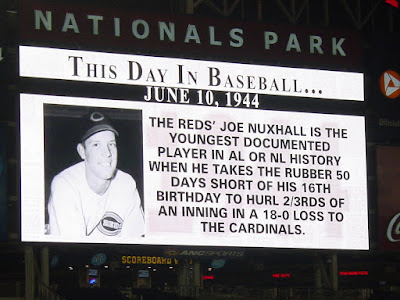 NATIONALS PARK
THIS DAY IN BASEBALL...
JUNE 10, 1944
THE REDS' JOE NUXHALL IS THE
YOUNGEST DOCUMENTED
PLAYER IN AL OR NL HISTORY
WHEN HE TAKES THE RUBBER 50
DAYS SHORT OF HIS 16TH
BIRTHDAY TO HURL 2/3RDS OF
AN INNING IN A 18-0 LOSS TO
THE CARDINALS.
SCOREBOARD